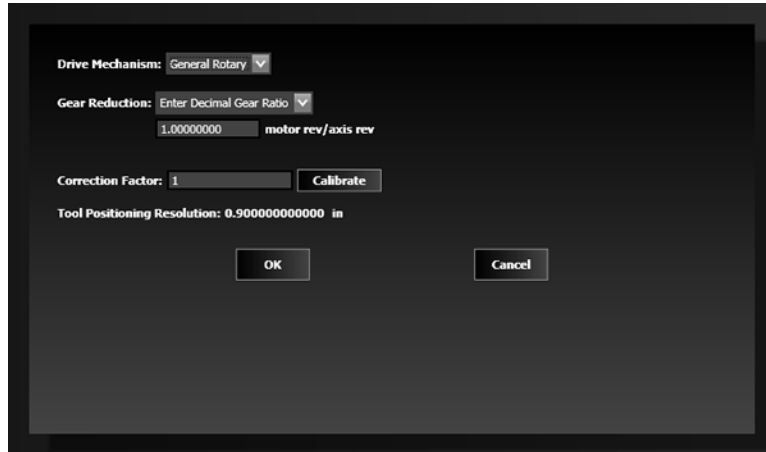 Drive Mechanism: General Rotary
Gear Reduction: Enter Decimal Gear Ratio
1.00000000 motor rev/axis rev
Correction Factor: 1 Calibrate
Tool Positioning Resolution: 0.900000000000 in
OK Cancel